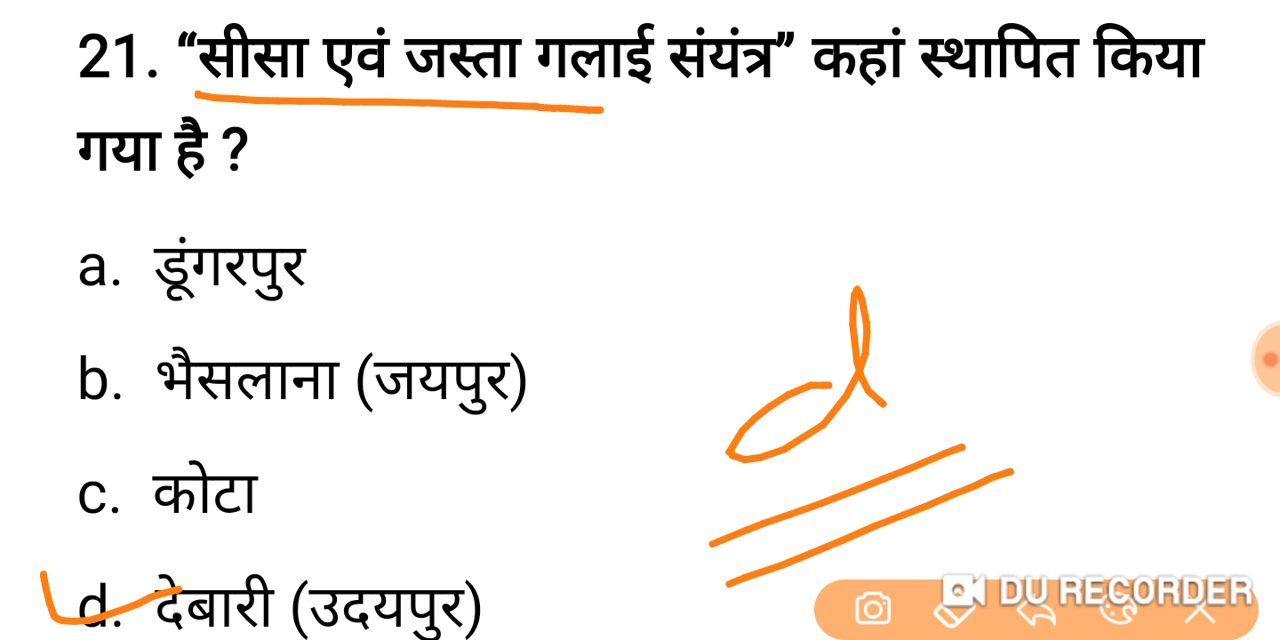 21. “सीसा एवं जस्ता गलाई संयंत्र” कहां स्थापित किया
गया है ?
a. डूंगरपुर
b. भैसलाना (जयपुर)
c. कोटा
d. देबारी (उदयपुर)
d
DU RECORDER